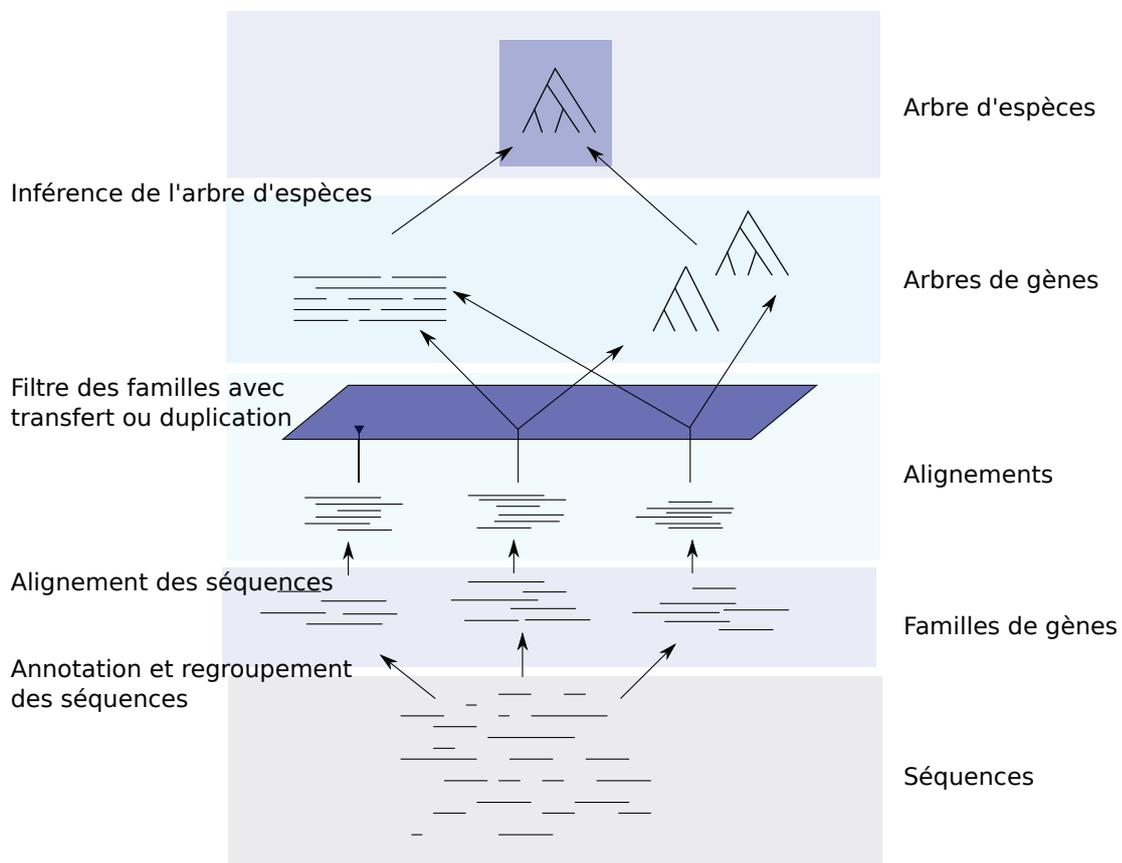 Arbre d'espèces
Inférence de l'arbre d'espèces
Arbres de gènes
Filtre des familles avec
transfert ou duplication
Alignements
Alignement des séquences
Familles de gènes
Annotation et regroupement
des séquences
Séquences